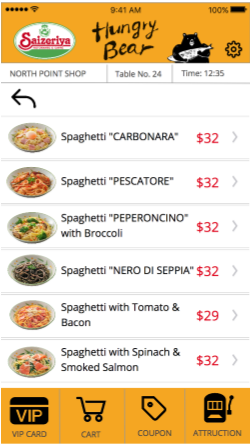 9:41 AM 100%
Saizeriya
Hungry
Bear
NORTH POINT SHOP Table No. 24 Time: 12:35
Spaghetti "CARBONARA" $32
Spaghetti "PESCATORE" $32
Spaghetti "PEPERONCINO"
with Broccoli $32
Spaghetti "NERO DI SEPPIA" $32
Spaghetti with Tomato &
Bacon $29
Spaghetti with Spinach &
Smoked Salmon $32
VIP
VIP CARD CART COUPON ATTRUCTION